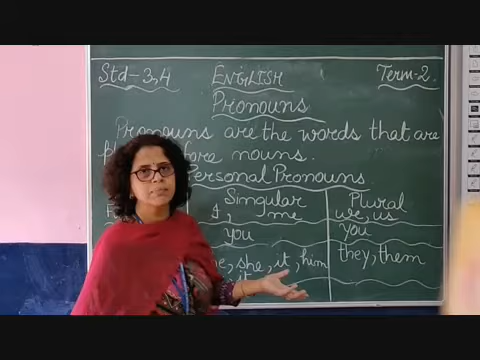 Std-3,4 ENGLISH Term-2.
Pronouns
Pronouns are the words that are
nouns.
Personal Pronouns.
Singular Plural
I, me we, us
you you
she, it, him they, them
it